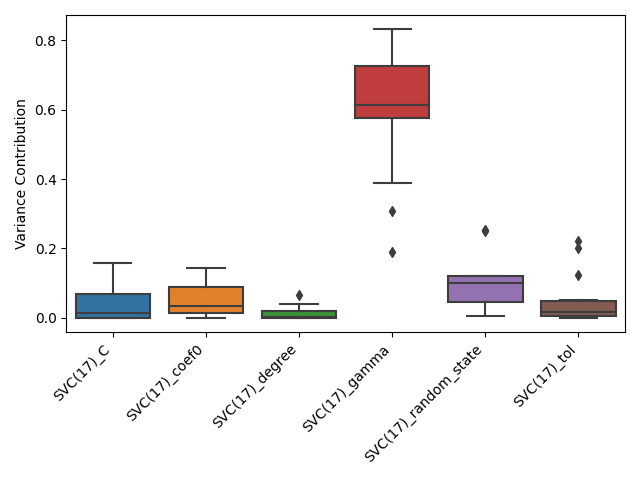 Variance Contribution
0.8
0.6
0.4
0.2
0.0
SVC(17)_C
SVC(17)_coef0
SVC(17)_degree
SVC(17)_gamma
SVC(17)_random_state
SVC(17)_tol